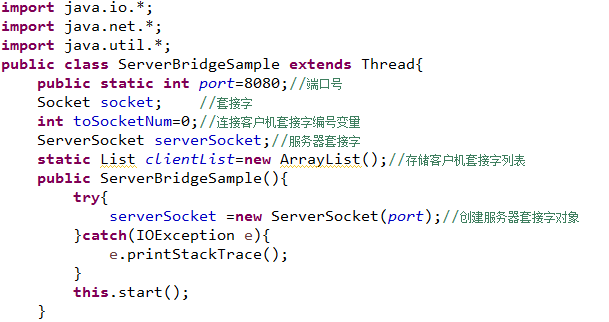 import java.io.*;
import java.net.*;
import java.util.*;
public class ServerBridgeSample extends Thread{
    public static int port=8080;//端口号
    Socket socket;    //套接字
    int toSocketNum=0;//连接客户机套接字编号变量
    ServerSocket serverSocket;//服务器套接字
    static List clientList=new ArrayList();//存储客户机套接字列表
    public ServerBridgeSample(){
        try{
            serverSocket =new ServerSocket(port);//创建服务器套接字对象
        }catch(IOException e){
            e.printStackTrace();
        }
        this.start();
    }